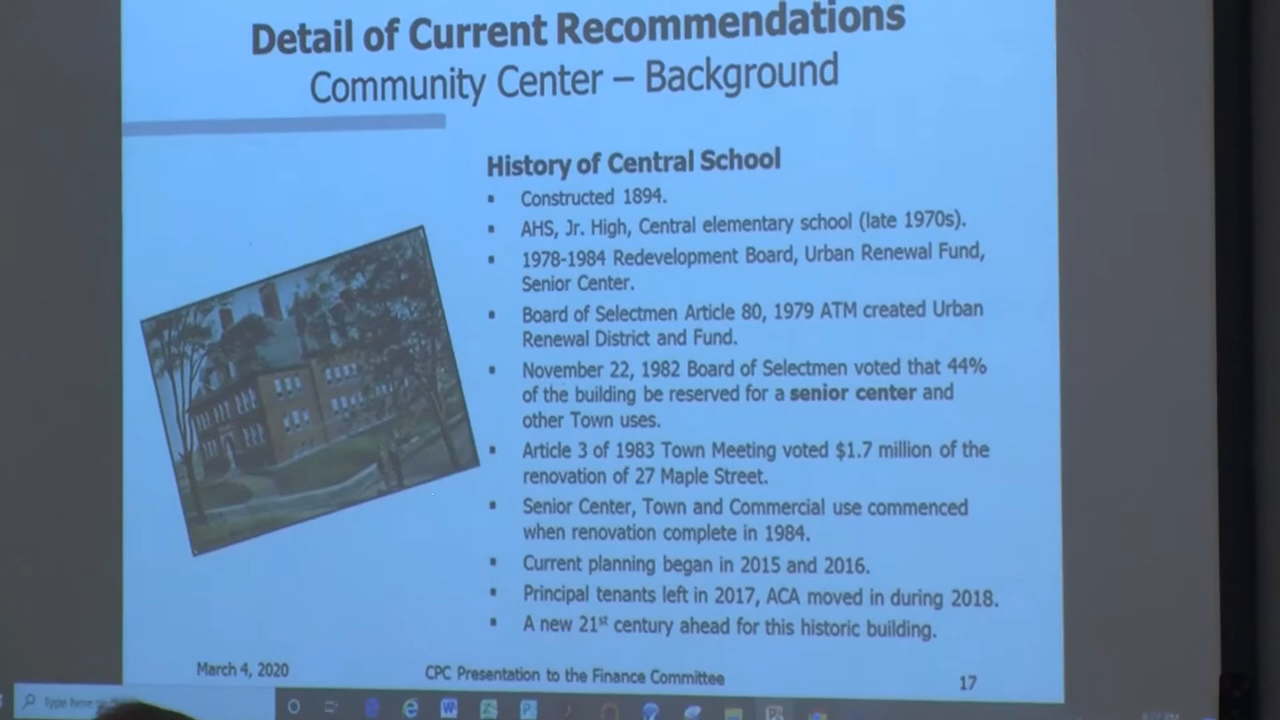 Detail of Current Recommendations
Community Center – Background
History of Central School
▪ Constructed 1894.
▪ AHS, Jr. High, Central elementary school (late 1970s).
▪ 1978-1984 Redevelopment Board, Urban Renewal Fund,
Senior Center.
▪ Board of Selectmen Article 80, 1979 ATM created Urban
Renewal District and Fund.
▪ November 22, 1982 Board of Selectmen voted that 44%
of the building be reserved for a senior center and
other Town uses.
▪ Article 3 of 1983 Town Meeting voted $1.7 million of the
renovation of 27 Maple Street.
▪ Senior Center, Town and Commercial use commenced
when renovation complete in 1984.
▪ Current planning began in 2015 and 2016.
▪ Principal tenants left in 2017, ACA moved in during 2018.
▪ A new 21st century ahead for this historic building.
March 4, 2020 CPC Presentation to the Finance Committee 17
Type here to